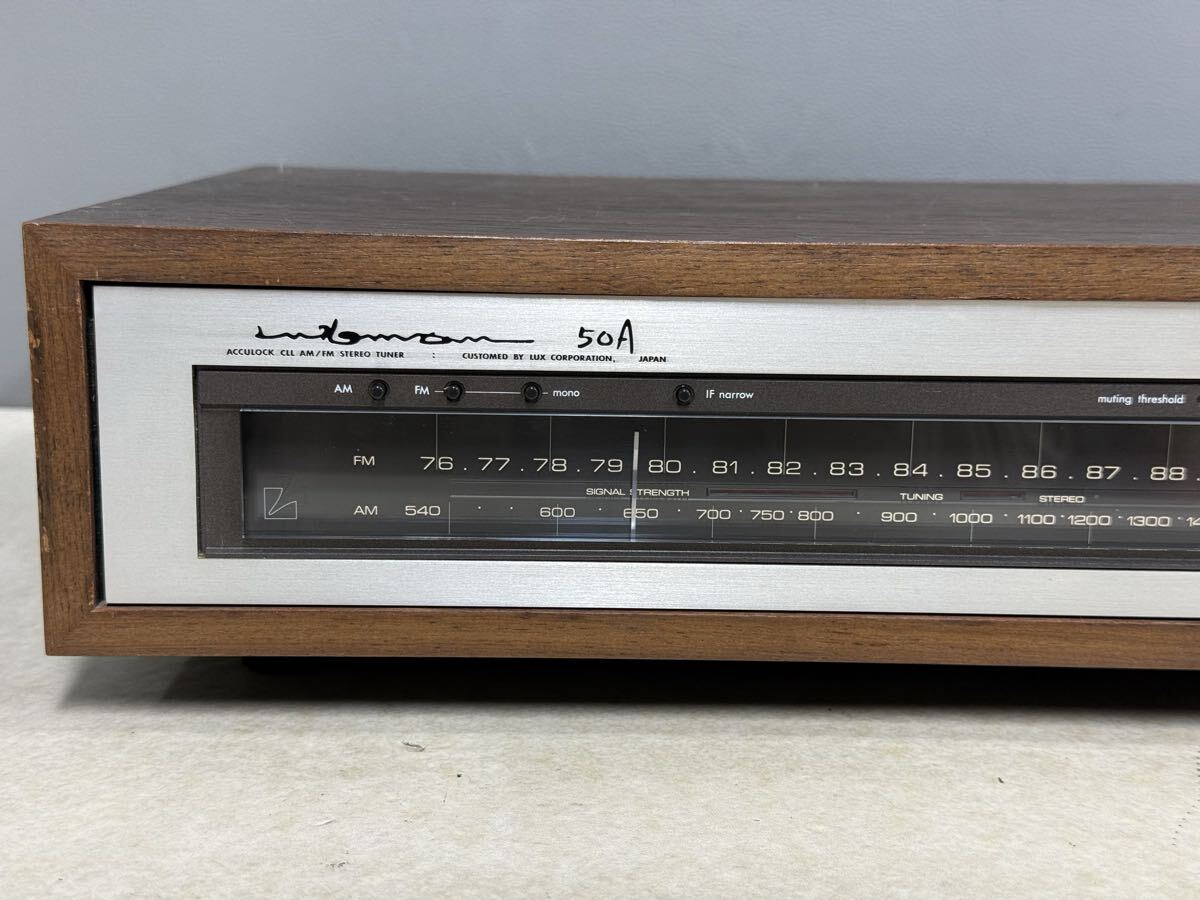 Luxman 50A
ACCULOCK CLL AM/FM STEREO TUNER : CUSTOMED BY LUX CORPORATION, JAPAN
AM FM mono IF narrow muting threshold
FM 76 . 77 . 78 . 79 80 . 81 . 82 . 83 . 84 . 85 . 86 . 87 . 88
SIGNAL STRENGTH TUNING STEREO
AM 540 · · 600 · 650 · 700 · 750 · 800 · 900 · 1000 · 1100 · 1200 · 1300 ·